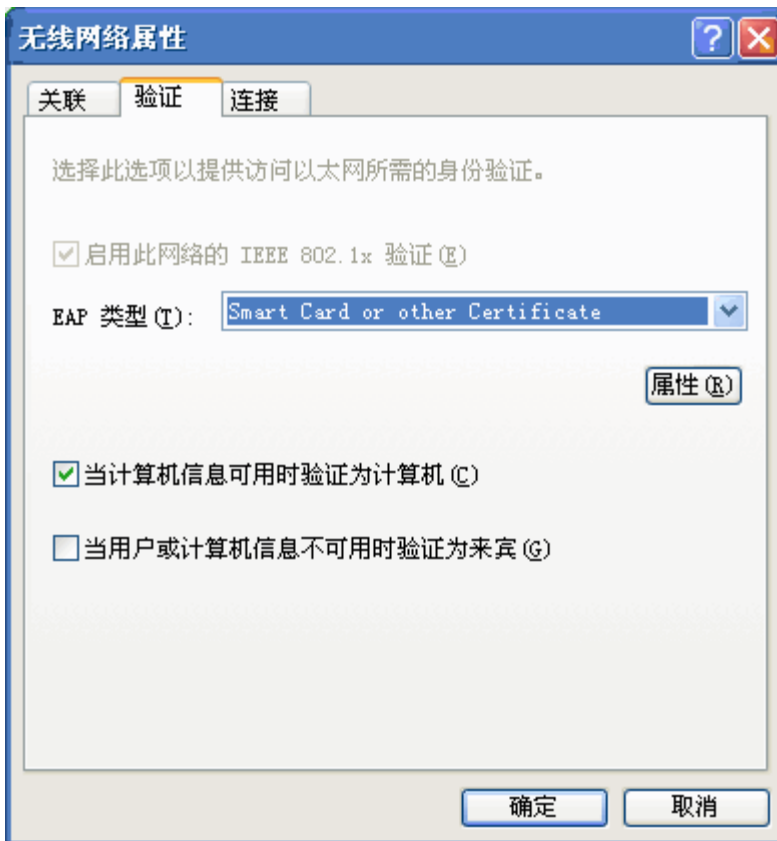 无线网络属性
关联 验证 连接
选择此选项以提供访问以太网所需的身份验证。
启用此网络的 IEEE 802.1x 验证(E)
EAP 类型(T): Smart Card or other Certificate
属性(R)
当计算机信息可用时验证为计算机(C)
当用户或计算机信息不可用时验证为来宾(G)
确定 取消